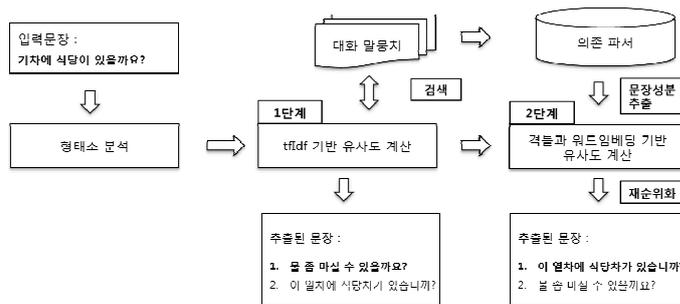 입력문장 :
기차에 식당이 있을까요?
형태소 분석
대화 말뭉치
검색
1단계
tfIdf 기반 유사도 계산
추출된 문장 :
1. 물 좀 마실 수 있을까요?
2. 이 열차에 식당차가 있습니까?
의존 파서
문장성분
추출
2단계
격틀과 워드임베딩 기반
유사도 계산
재순위화
추출된 문장 :
1. 이 열차에 식당차가 있습니까?
2. 물 좀 마실 수 있을까요?